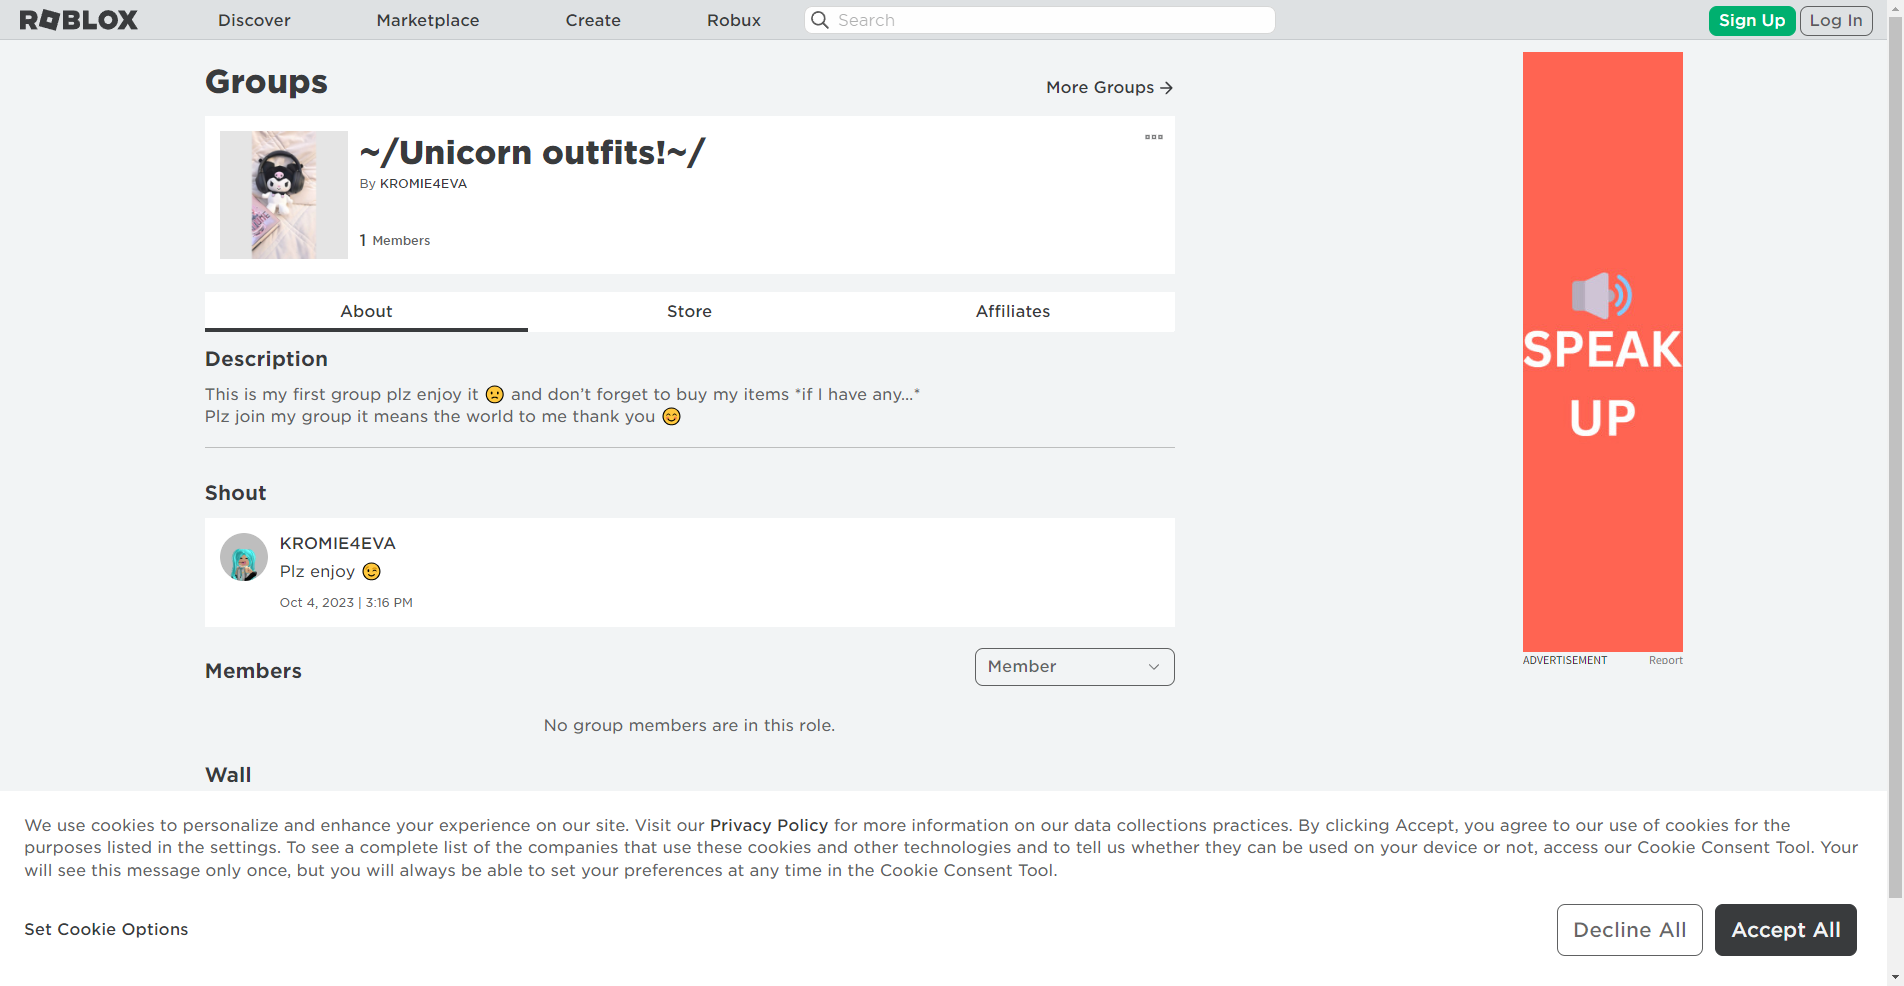 ROBLOX
Discover
Marketplace
Create
Robux
Search
Sign Up
Log In
Groups
More Groups
~/Unicorn outfits!~/
By KROMIE4EVA
1 Members
About
Store
Affiliates
Description
This is my first group plz enjoy it 😕 and don’t forget to buy my items *if I have any...*
Plz join my group it means the world to me thank you 😊
Shout
KROMIE4EVA
Plz enjoy 😉
Oct 4, 2023 | 3:16 PM
Members
Member
No group members are in this role.
Wall
SPEAK
UP
ADVERTISEMENT
Report
We use cookies to personalize and enhance your experience on our site. Visit our Privacy Policy for more information on our data collections practices. By clicking Accept, you agree to our use of cookies for the
purposes listed in the settings. To see a complete list of the companies that use these cookies and other technologies and to tell us whether they can be used on your device or not, access our Cookie Consent Tool. Your
will see this message only once, but you will always be able to set your preferences at any time in the Cookie Consent Tool.
Set Cookie Options
Decline All
Accept All